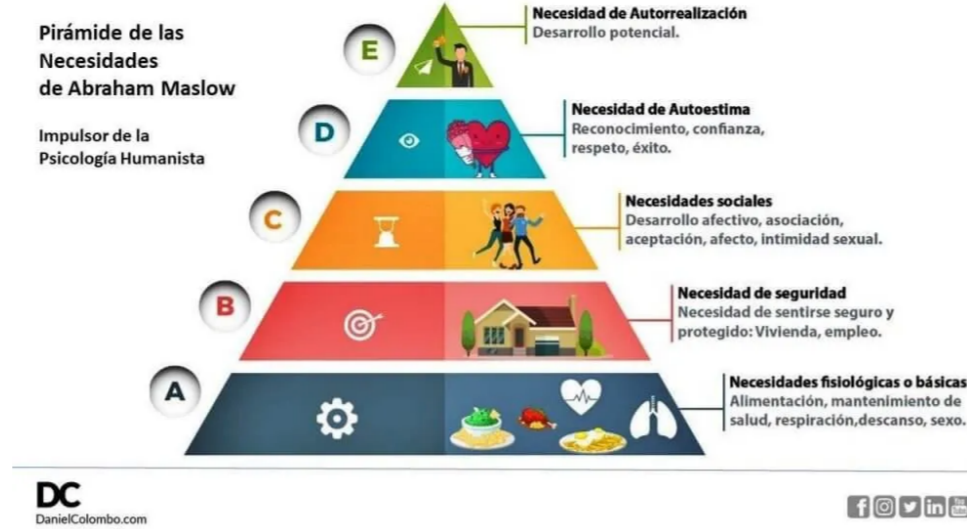 Pirámide de las
Necesidades
de Abraham Maslow
Impulsor de la
Psicología Humanista
E
Necesidad de Autorrealización
Desarrollo potencial.
D
Necesidad de Autoestima
Reconocimiento, confianza,
respeto, éxito.
C
Necesidades sociales
Desarrollo afectivo, asociación,
aceptación, afecto, intimidad sexual.
B
Necesidad de seguridad
Necesidad de sentirse seguro y
protegido: Vivienda, empleo.
A
Necesidades fisiológicas o básicas
Alimentación, mantenimiento de
salud, respiración,descanso, sexo.
DC
DanielColombo.com